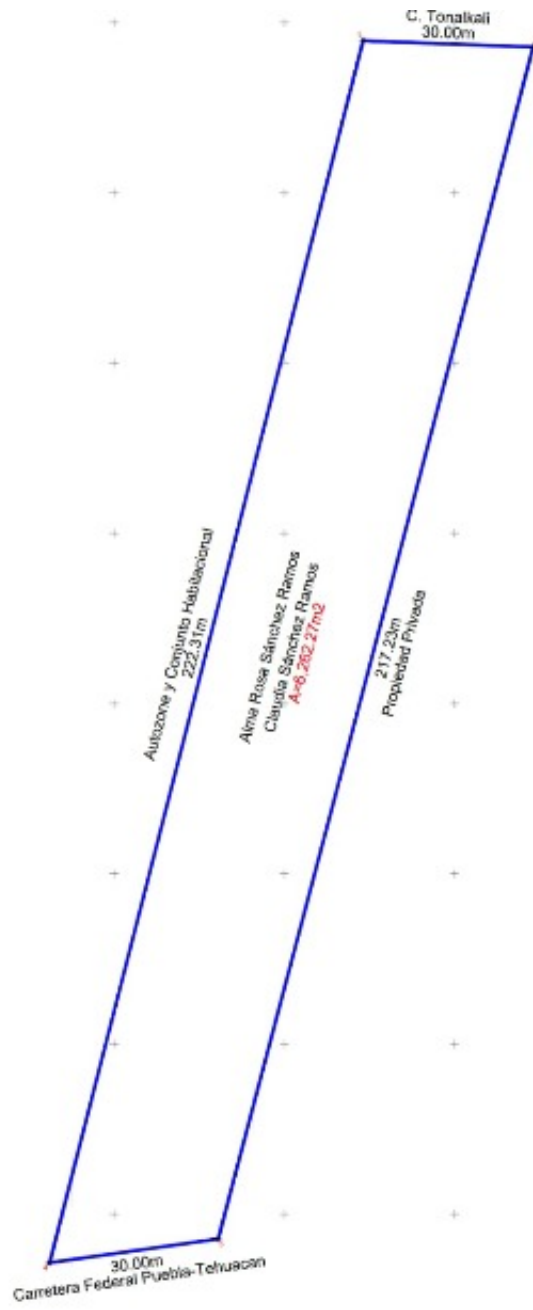 C. Tonalkali
30.00m
Autozone y Conjunto Habitacional
222.31m
Alma Rosa Sánchez Ramos
Claudia Sánchez Ramos
A=6,262.27m2
217.23m
Propiedad Privada
30.00m
Carretera Federal Puebla-Tehuacan